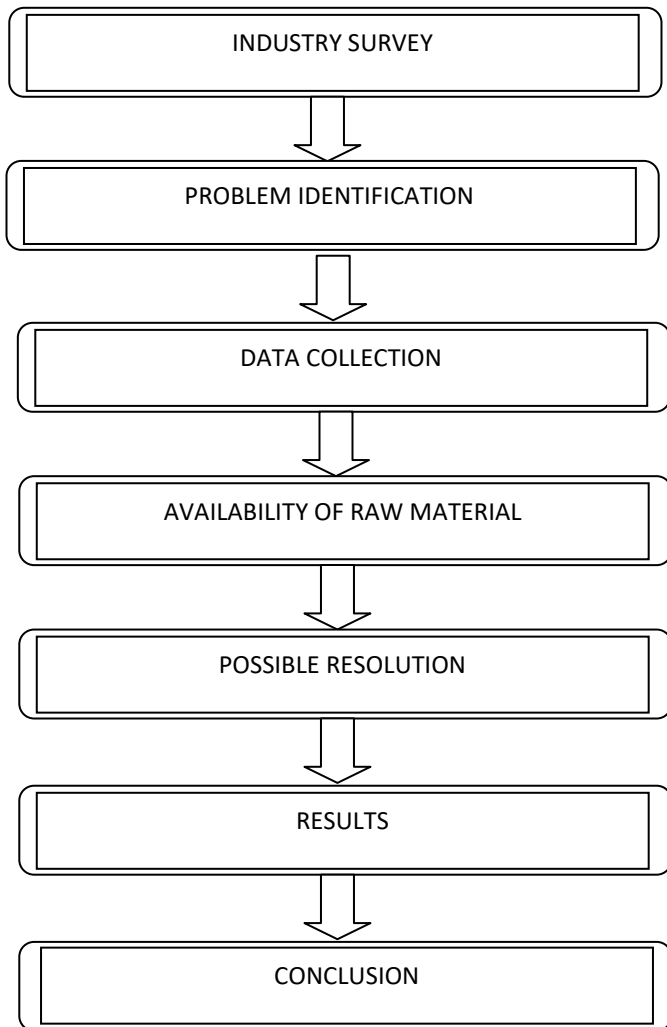 INDUSTRY SURVEY
PROBLEM IDENTIFICATION
DATA COLLECTION
AVAILABILITY OF RAW MATERIAL
POSSIBLE RESOLUTION
RESULTS
CONCLUSION